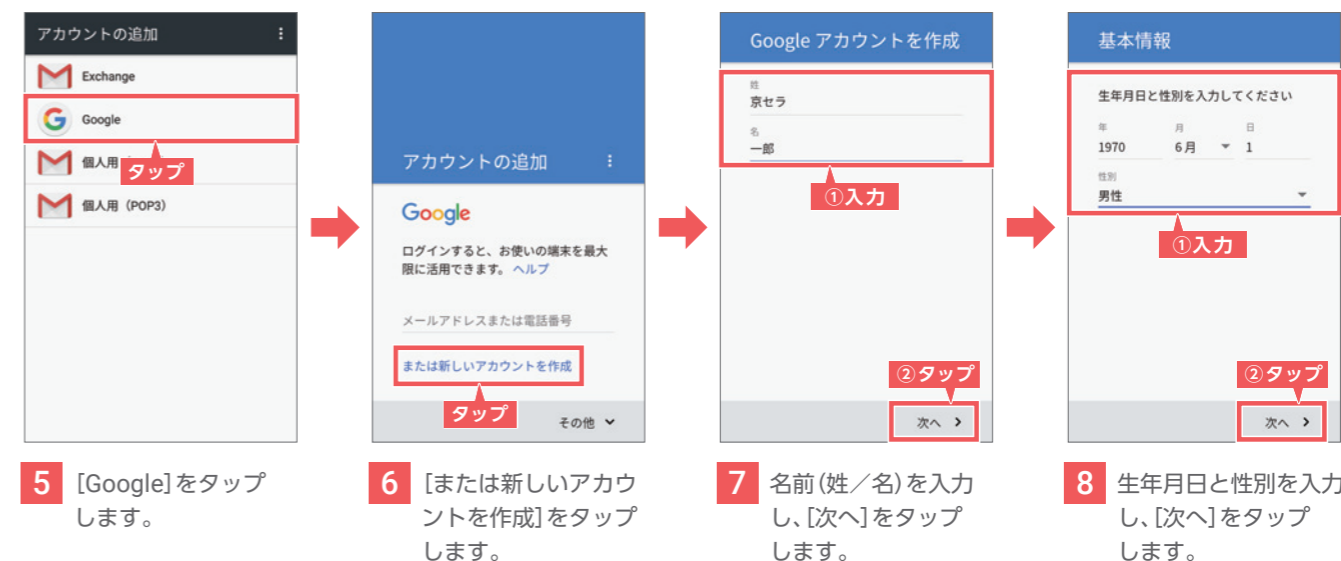 アカウントの追加
Exchange
Google
個人用
タップ
個人用（POP3）
5 [Google]をタップ
します。
アカウントの追加
Google
ログインすると、お使いの端末を最大
限に活用できます。 ヘルプ
メールアドレスまたは電話番号
または新しいアカウントを作成
タップ
その他
6 [または新しいアカウ
ントを作成]をタップ
します。
Google アカウントを作成
姓
京セラ
名
一郎
①入力
②タップ
次へ
7 名前(姓／名)を入力
し、[次へ]をタップ
します。
基本情報
生年月日と性別を入力してください
年 月 日
1970 6月 1
性別
男性
①入力
②タップ
次へ
8 生年月日と性別を入力
し、[次へ]をタップ
します。